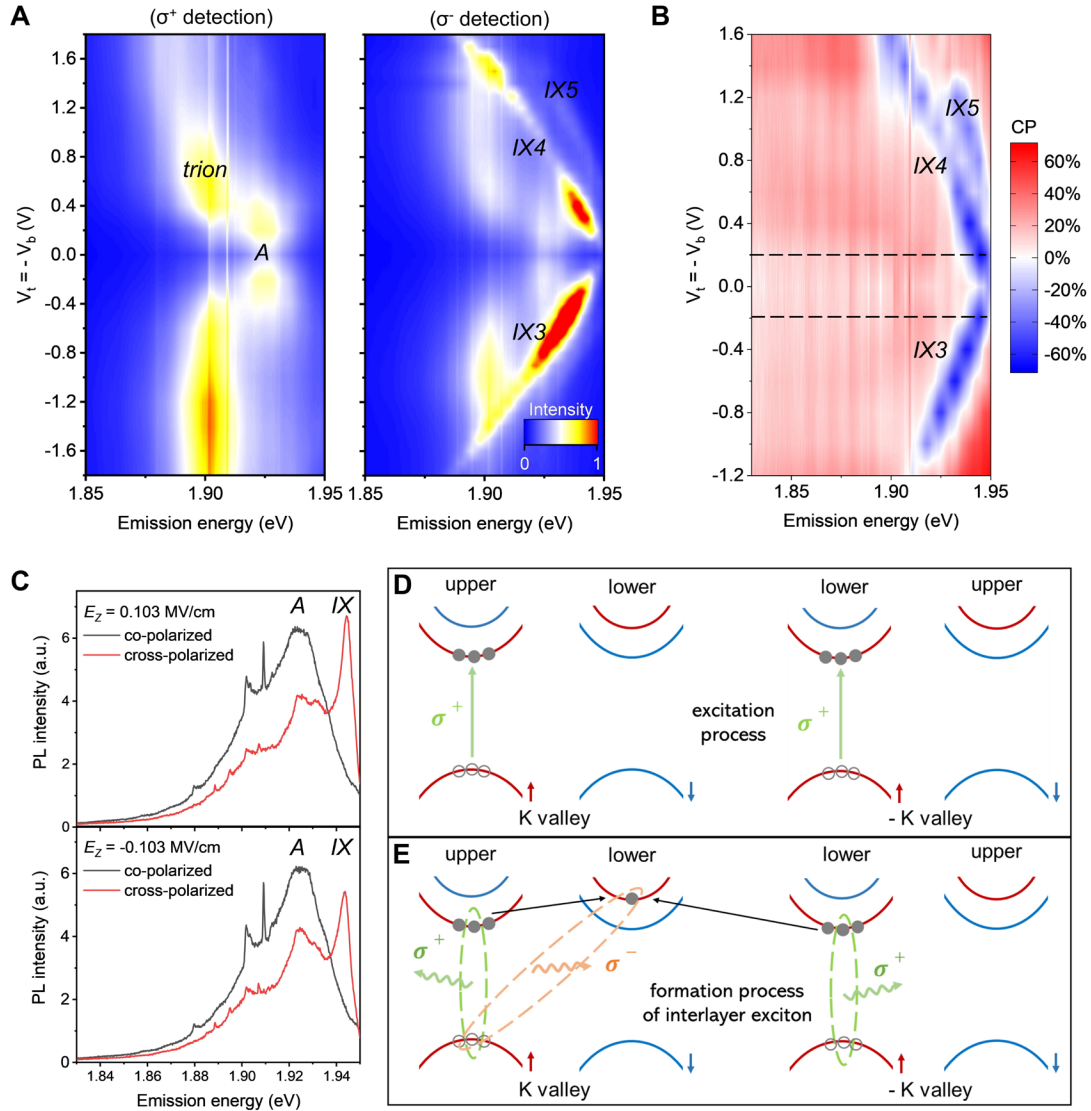 A
(σ+ detection)
(σ- detection)
1.6
1.2
0.8
0.4
0.0
-0.4
-0.8
-1.2
-1.6
Vt = - Vb (V)
trion
A
IX5
IX4
IX3
Intensity
0 1
1.85 1.90 1.95
1.85 1.90 1.95
Emission energy (eV)
Emission energy (eV)
B
1.6
1.2
0.8
0.4
0.0
-0.4
-0.8
-1.2
Vt = - Vb (V)
IX5
IX4
IX3
1.85 1.90 1.95
Emission energy (eV)
CP
60%
40%
20%
0%
-20%
-40%
-60%
C
EZ = 0.103 MV/cm
co-polarized
cross-polarized
A IX
6
4
2
0
PL intensity (a.u.)
EZ = -0.103 MV/cm
co-polarized
cross-polarized
A IX
6
4
2
0
PL intensity (a.u.)
1.84 1.86 1.88 1.90 1.92 1.94
Emission energy (eV)
D
upper lower lower upper
σ+
excitation
process
σ+
K valley
- K valley
E
upper lower lower upper
σ+
σ-
σ+
formation process
of interlayer exciton
K valley
- K valley